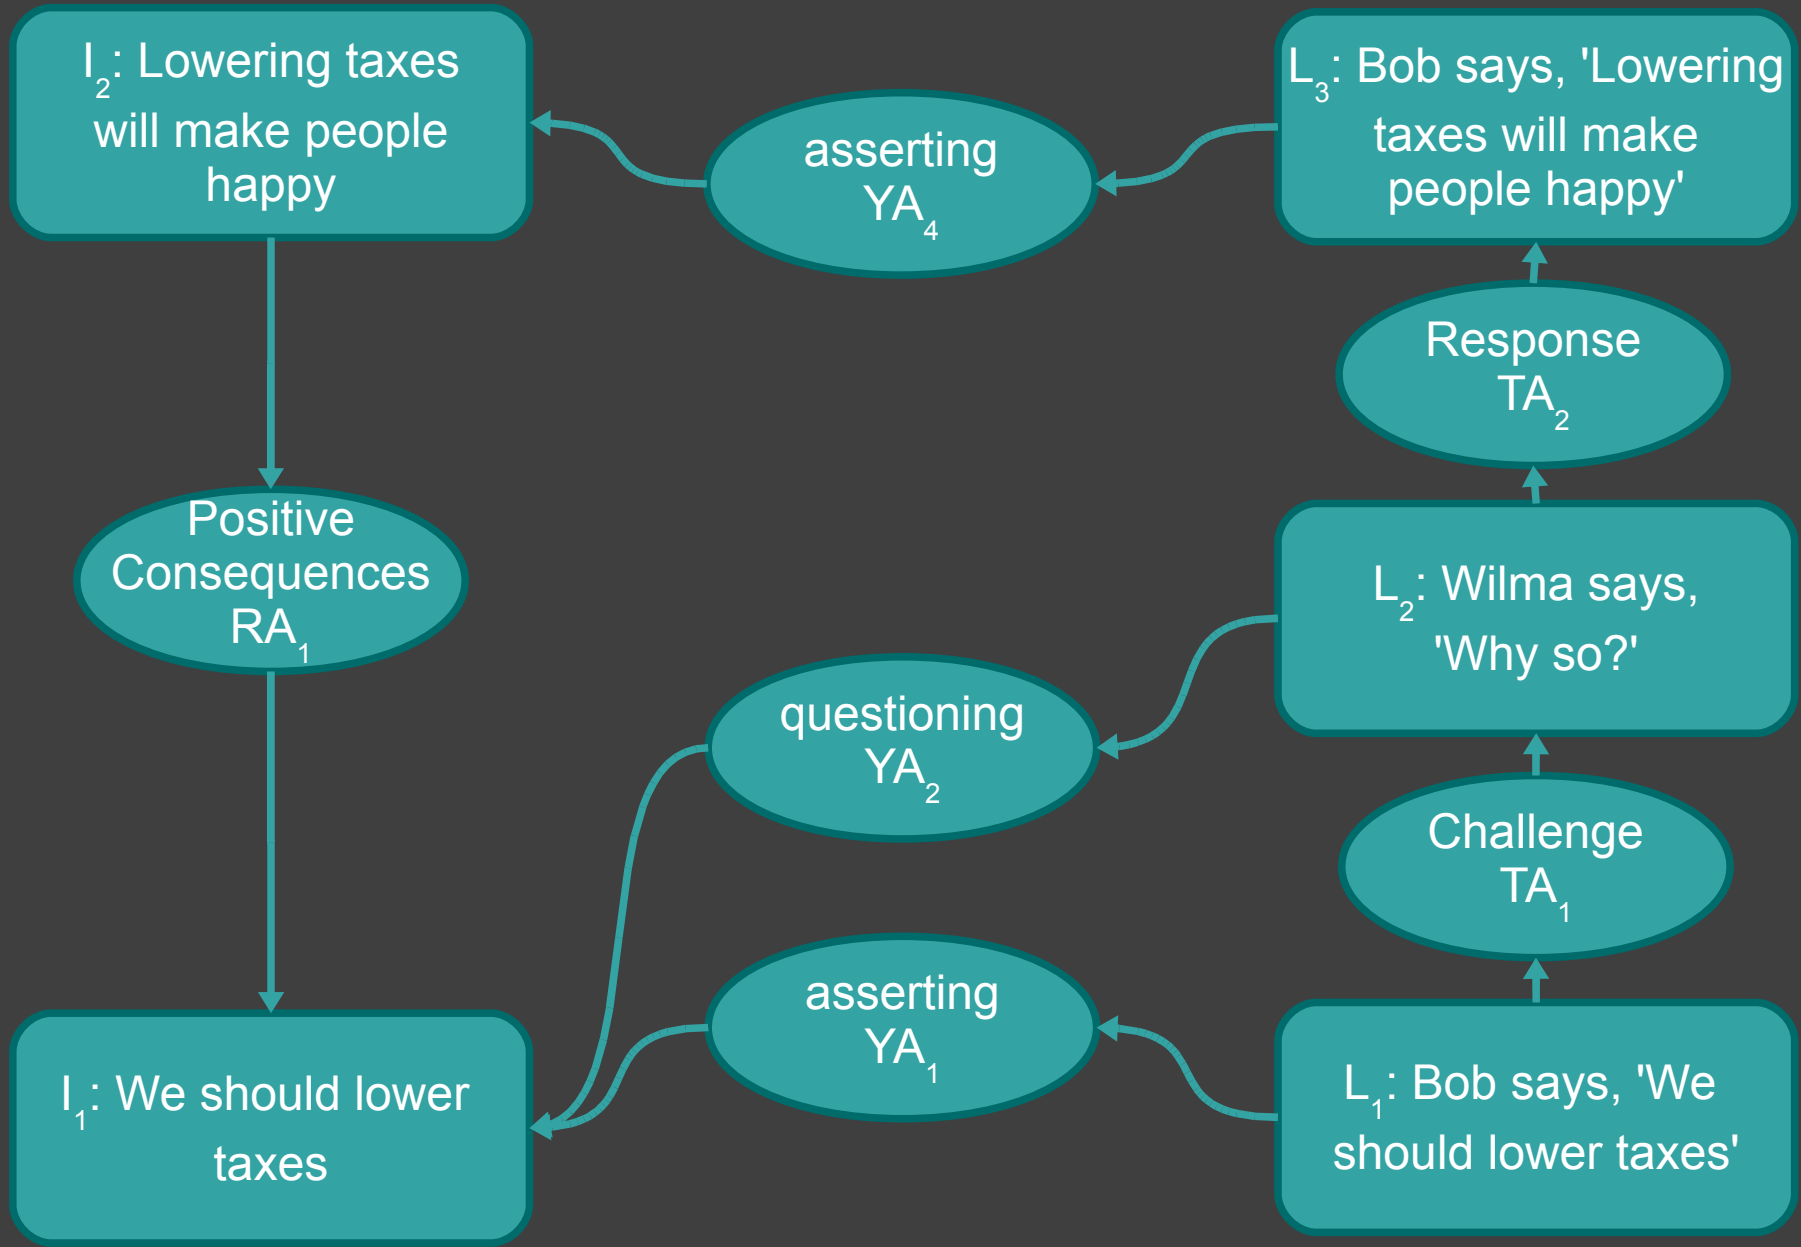 I₂: Lowering taxes
will make people
happy
asserting
YA₄
L₃: Bob says, 'Lowering
taxes will make
people happy'
Response
TA₂
Positive
Consequences
RA₁
L₂: Wilma says,
'Why so?'
questioning
YA₂
Challenge
TA₁
asserting
YA₁
I₁: We should lower
taxes
L₁: Bob says, 'We
should lower taxes'